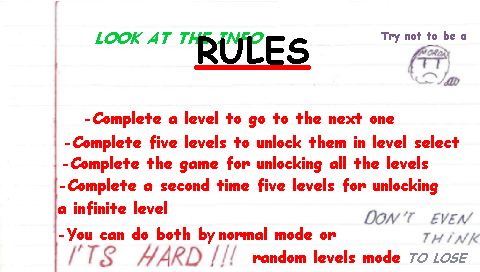 LOOK AT THE INFO
Try not to be a
RULES
MORON
-Complete a level to go to the next one
-Complete five levels to unlock them in level select
-Complete the game for unlocking all the levels
-Complete a second time five levels for unlocking
a infinite level
DON'T EVEN
THINK
-You can do both by normal mode or
I'TS HARD!!!
random levels mode
TO LOSE